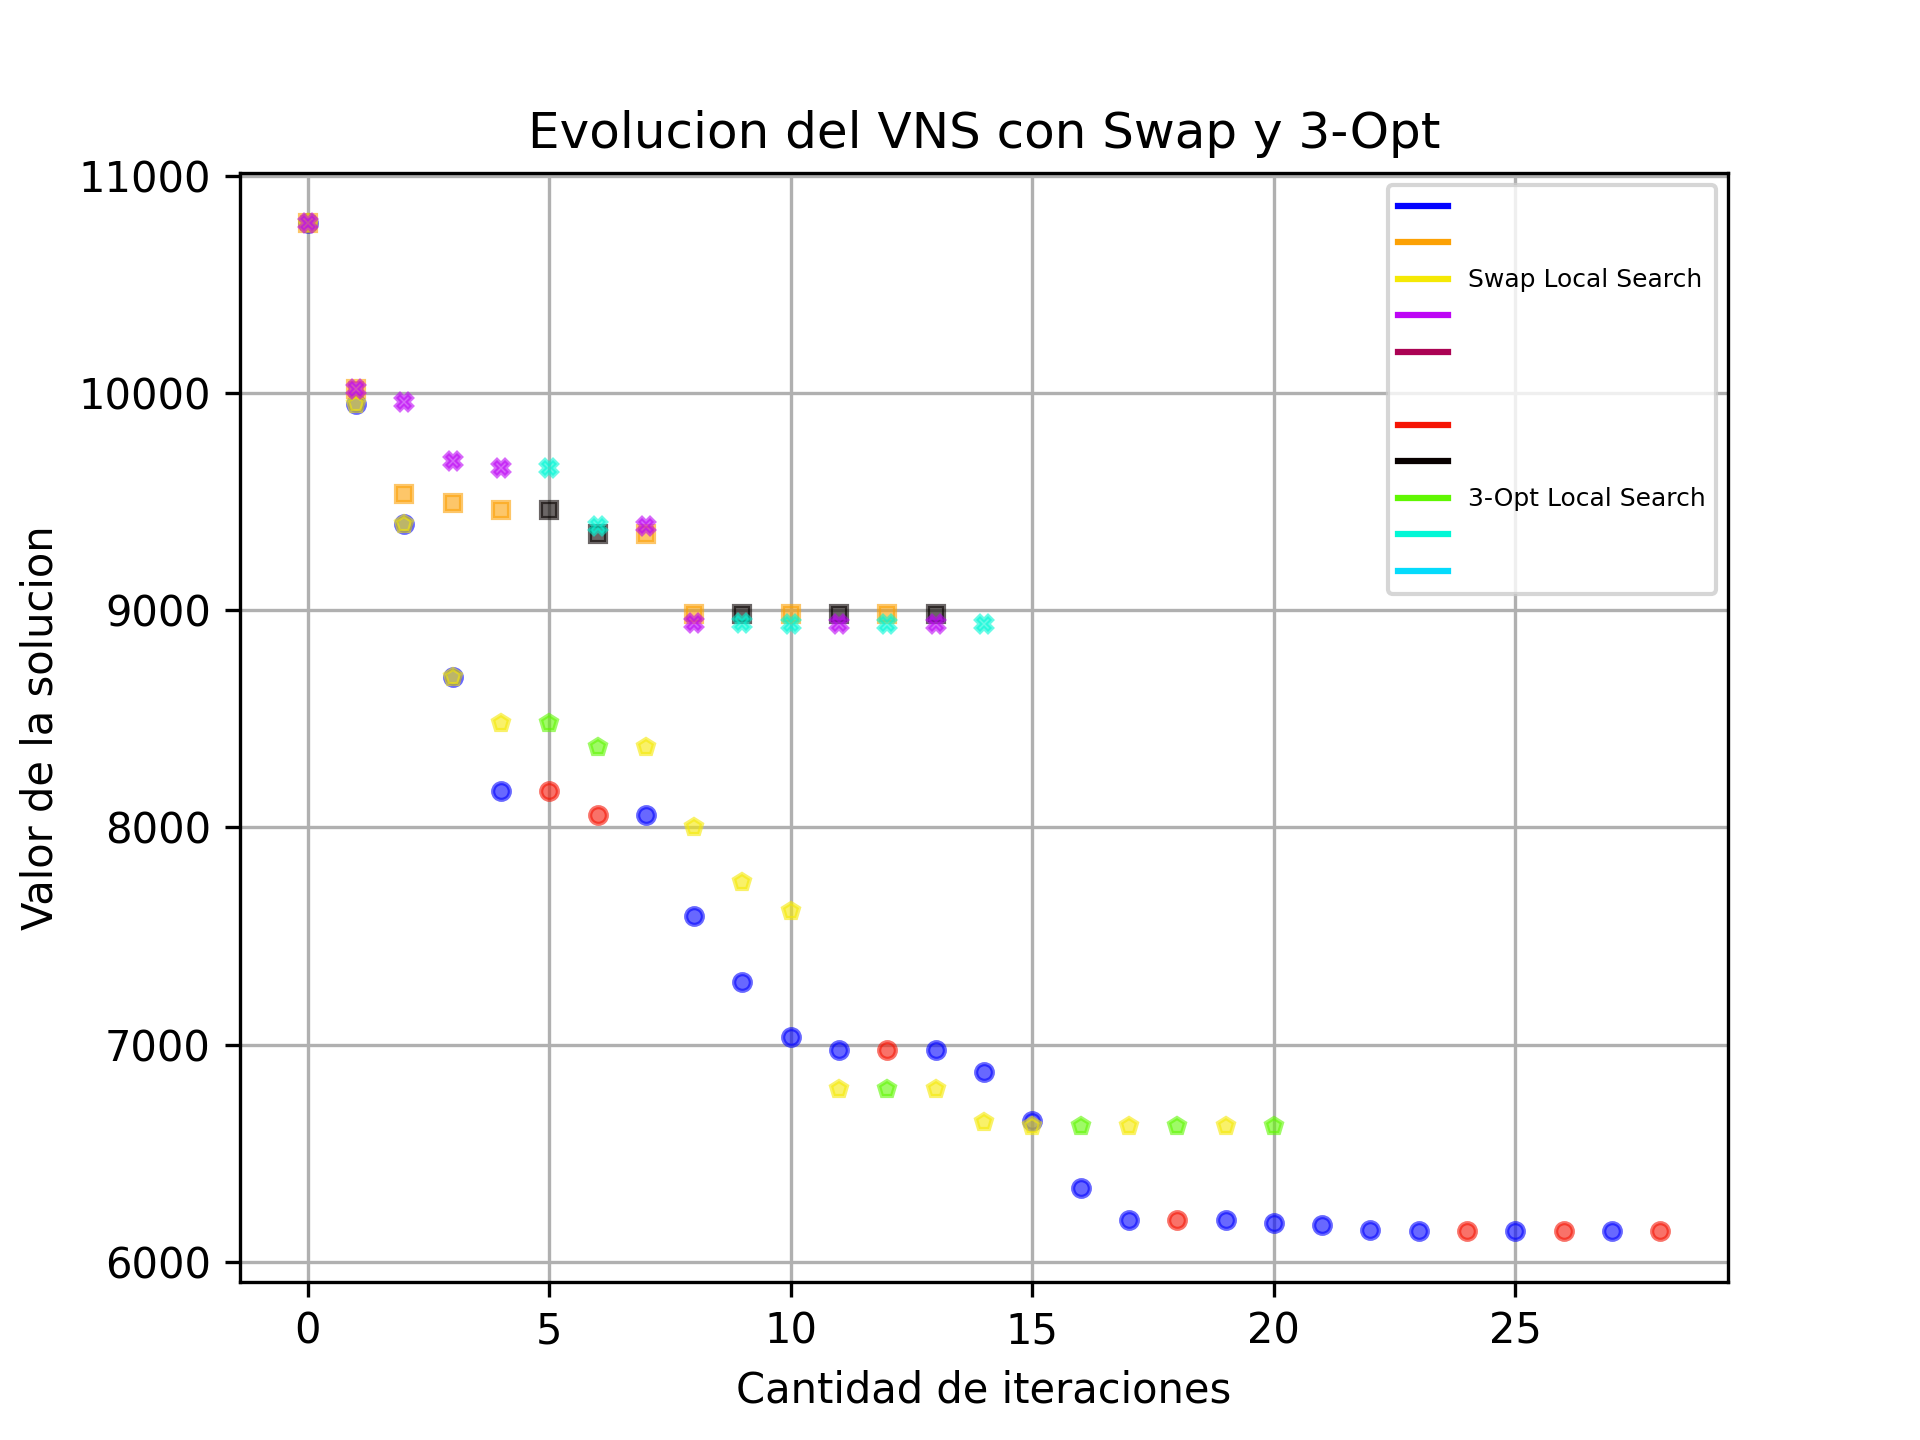 Evolucion del VNS con Swap y 3-Opt
11000
10000
9000
8000
7000
6000
Valor de la solucion
Swap Local Search
3-Opt Local Search
0 5 10 15 20 25
Cantidad de iteraciones